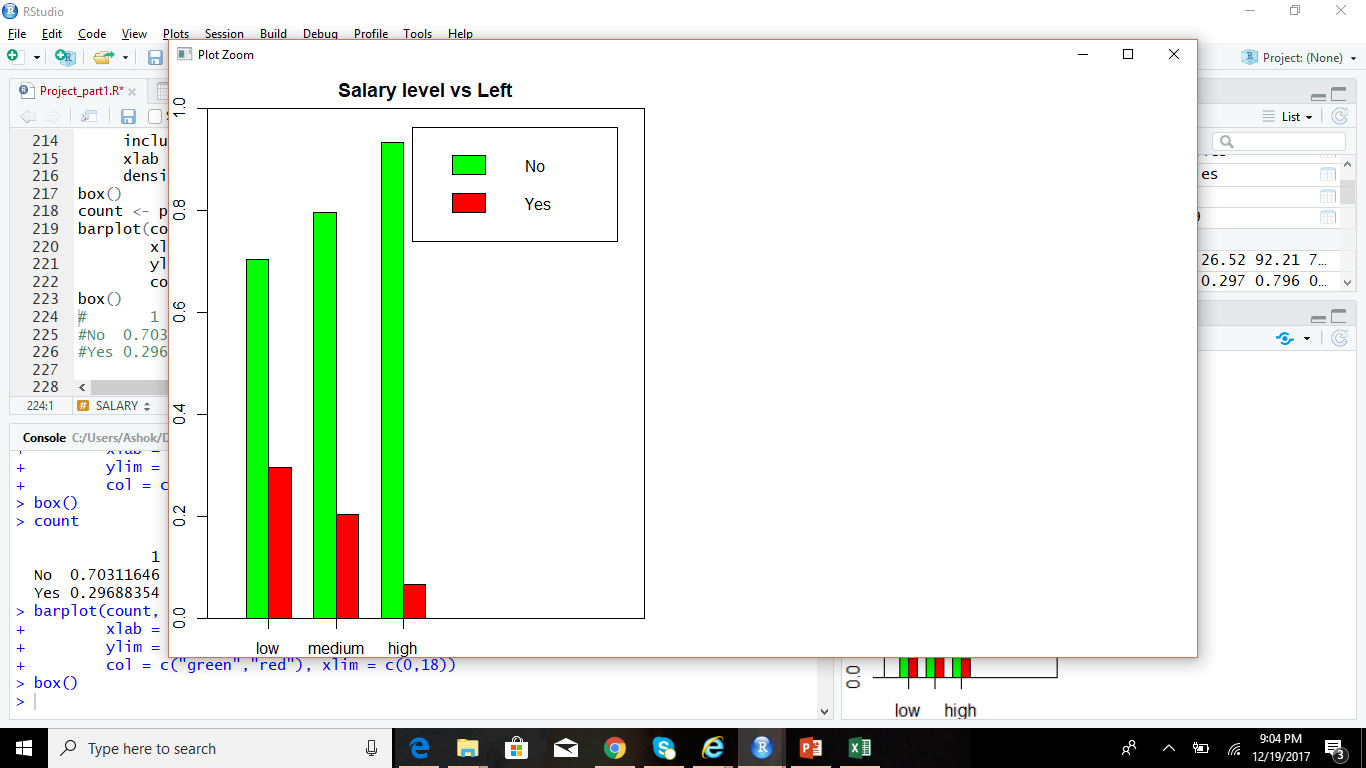 RStudio
File Edit Code View Plots Session Build Debug Profile Tools Help
Project: (None)
Plot Zoom
Project_part1.R*
List
214 inclu
215 xlab
216 densi
217 box()
218 count <- p
219 barplot(co
220 xl
221 yl
222 co
223 box()
224 # 1
225 #No 0.703
226 #Yes 0.296
227
228
224:1 # SALARY
Console C:/Users/Ashok/D
+ xlab =
+ ylim =
+ col = c
> box()
> count
1
No 0.70311646
Yes 0.29688354
> barplot(count,
+ xlab =
+ ylim =
+ col = c("green","red"), xlim = c(0,18))
> box()
>
Salary level vs Left
1.0
0.8
0.6
0.4
0.2
0.0
No
Yes
low medium high
es
26.52 92.21 7…
0.297 0.796 0…
0.0
low high
Type here to search
9:04 PM
12/19/2017
3